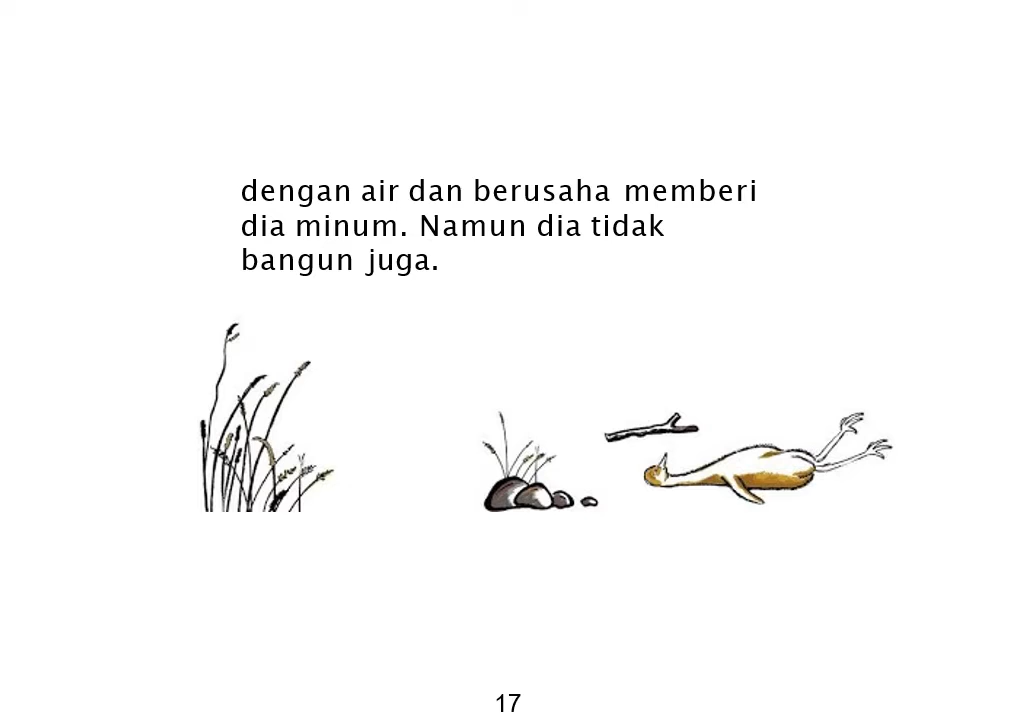 dengan air dan berusaha memberi
dia minum. Namun dia tidak
bangun juga.
17